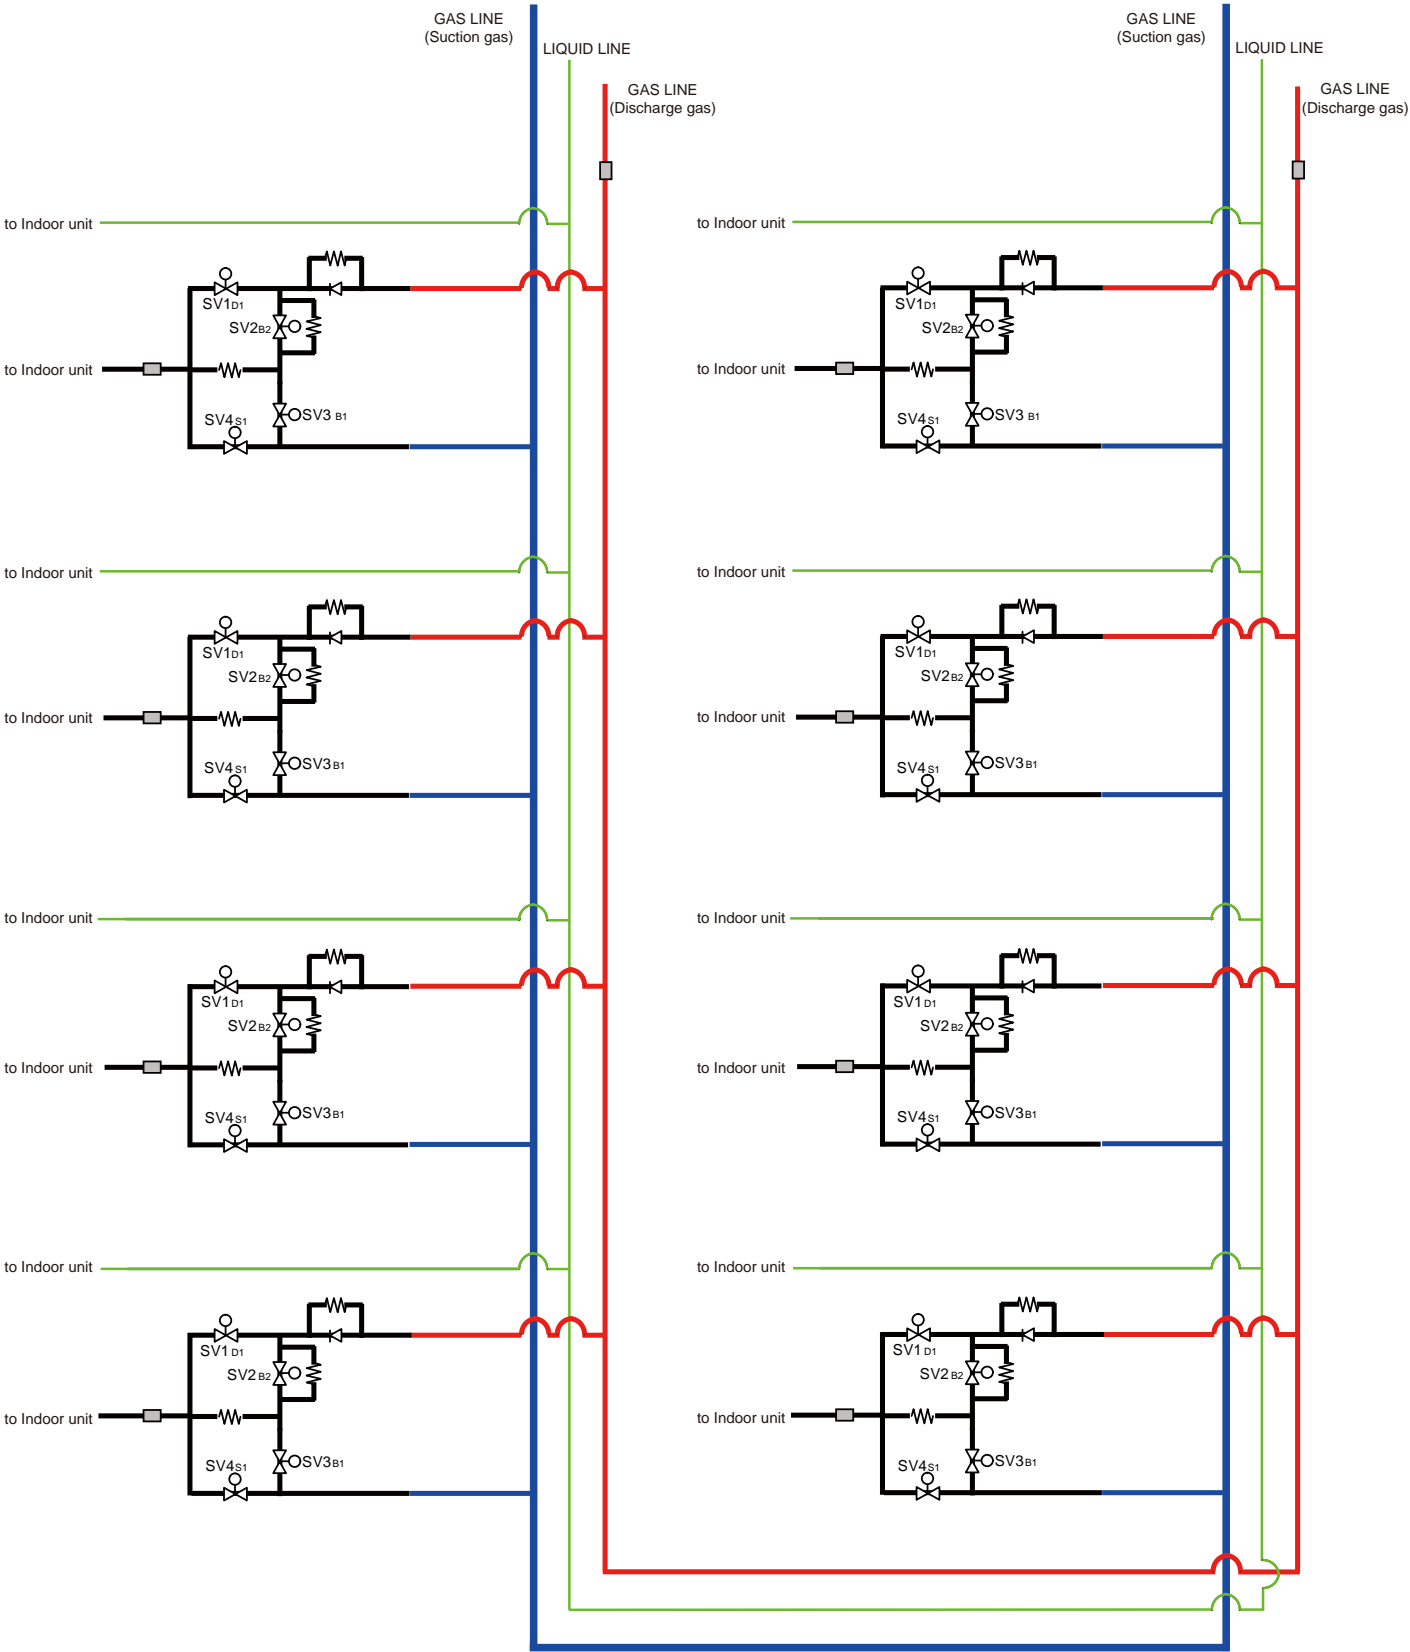 GAS LINE
(Suction gas)
LIQUID LINE
GAS LINE
(Discharge gas)
to Indoor unit
SV1D1
SV2B2
to Indoor unit
SV4S1
SV3 B1
to Indoor unit
SV1D1
SV2B2
to Indoor unit
SV4S1
SV3B1
to Indoor unit
SV1D1
SV2B2
to Indoor unit
SV4S1
SV3B1
to Indoor unit
SV1D1
SV2B2
to Indoor unit
SV4S1
SV3B1
GAS LINE
(Suction gas)
LIQUID LINE
GAS LINE
(Discharge gas)
to Indoor unit
SV1D1
SV2B2
to Indoor unit
SV4S1
SV3 B1
to Indoor unit
SV1D1
SV2B2
to Indoor unit
SV4S1
SV3B1
to Indoor unit
SV1D1
SV2B2
to Indoor unit
SV4S1
SV3B1
to Indoor unit
SV1D1
SV2B2
to Indoor unit
SV4S1
SV3B1